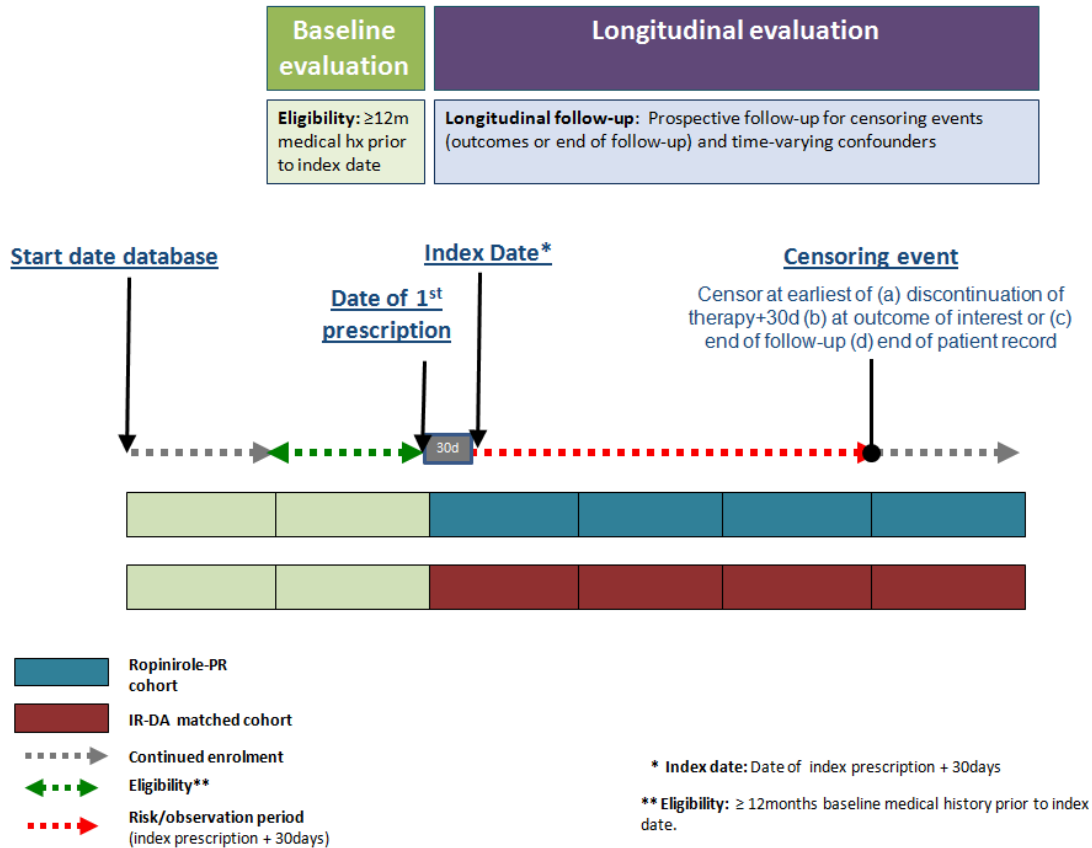 Baseline
evaluation
Longitudinal evaluation
Eligibility: ≥12m
medical hx prior
to index date
Longitudinal follow-up: Prospective follow-up for censoring events
(outcomes or end of follow-up) and time-varying confounders
Start date database
Date of 1st
prescription
Index Date*
Censoring event
Censor at earliest of (a) discontinuation of
therapy+30d (b) at outcome of interest or (c)
end of follow-up (d) end of patient record
30d
Ropinirole-PR
cohort
IR-DA matched cohort
Continued enrolment
Eligibility**
Risk/observation period
(index prescription + 30days)
* Index date: Date of index prescription + 30days
** Eligibility: ≥ 12months baseline medical history prior to index
date.